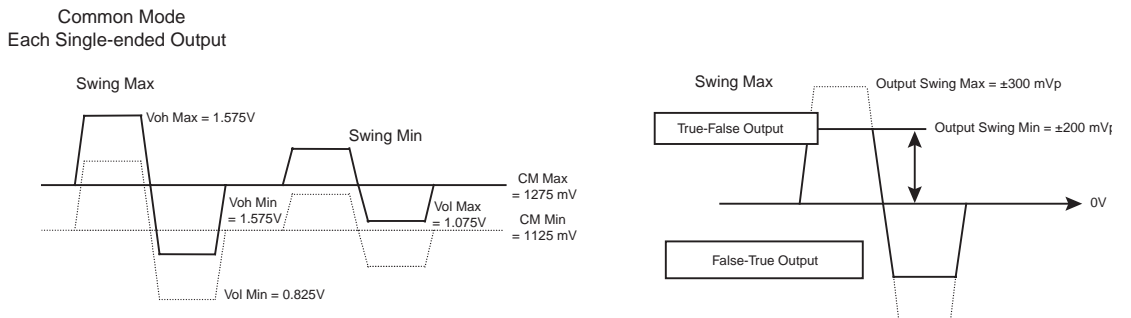 Common Mode
Each Single-ended Output
Swing Max
Voh Max = 1.575V
Swing Min
CM Max
= 1275 mV
Voh Min
= 1.575V
Vol Max
= 1.075V
CM Min
= 1125 mV
Vol Min = 0.825V
Swing Max
Output Swing Max = ±300 mVp
True-False Output
Output Swing Min = ±200 mVp
0V
False-True Output